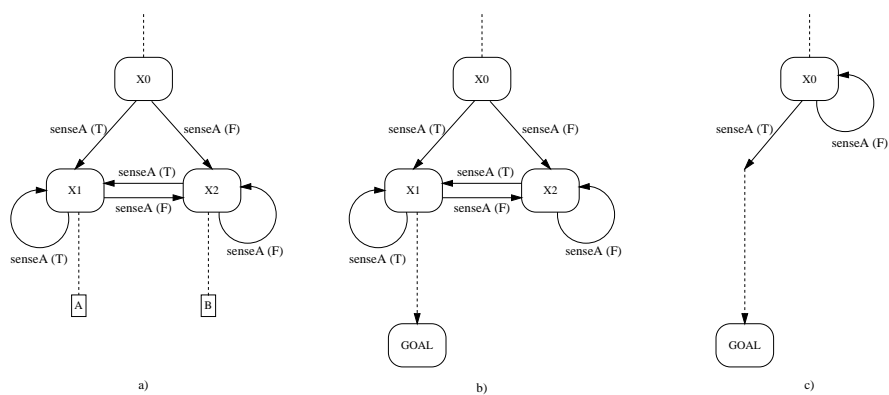 X0
senseA (T)
senseA (F)
senseA (T)
X1
X2
senseA (F)
senseA (T)
senseA (F)
A
B
a)
X0
senseA (T)
senseA (F)
senseA (T)
X1
X2
senseA (F)
senseA (T)
senseA (F)
GOAL
b)
X0
senseA (T)
senseA (F)
GOAL
c)